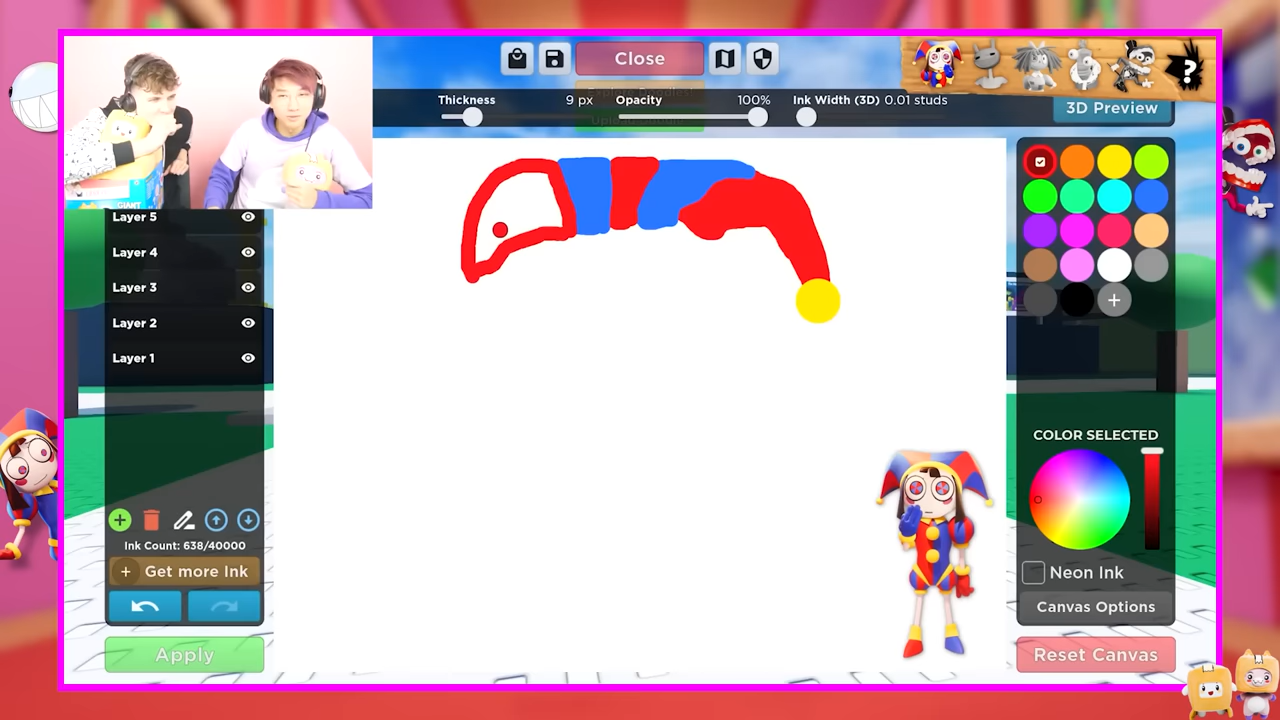 Close
Thickness 9 px Opacity 100% Ink Width (3D) 0.01 studs
3D Preview
?
GIANT
Layer 5
Layer 4
Layer 3
Layer 2
Layer 1
COLOR SELECTED
Ink Count: 638/40000
+ Get more Ink
Neon Ink
Canvas Options
Apply
Reset Canvas